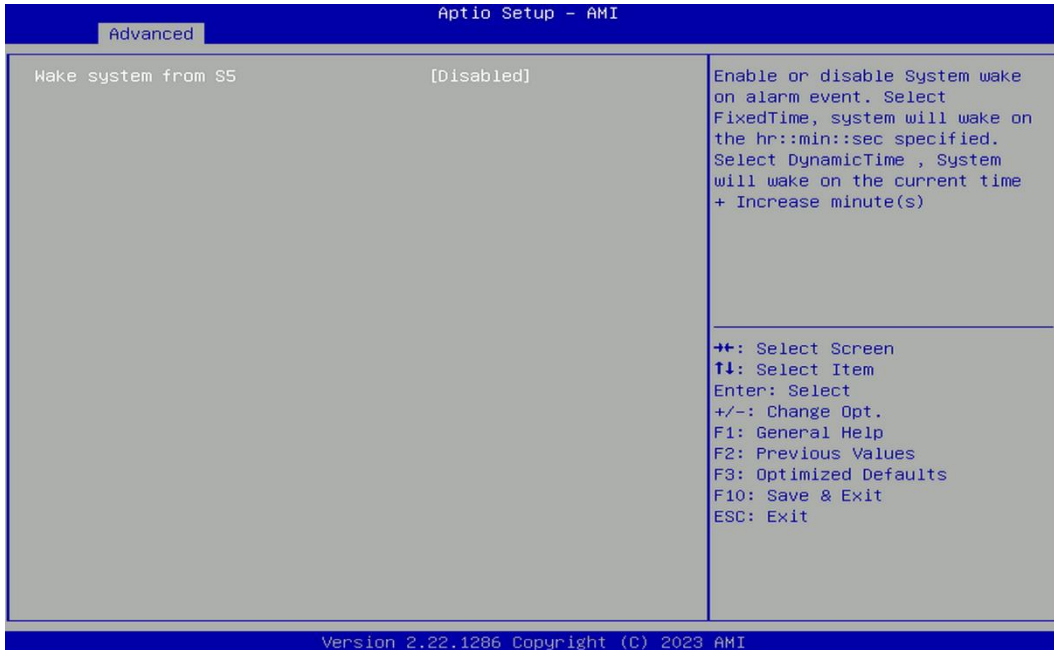 Aptio Setup – AMI
Advanced
Wake system from S5 [Disabled]
Enable or disable System wake
on alarm event. Select
FixedTime, system will wake on
the hr::min::sec specified.
Select DynamicTime , System
will wake on the current time
+ Increase minute(s)
→←: Select Screen
↑↓: Select Item
Enter: Select
+/-: Change Opt.
F1: General Help
F2: Previous Values
F3: Optimized Defaults
F10: Save & Exit
ESC: Exit
Version 2.22.1286 Copyright (C) 2023 AMI